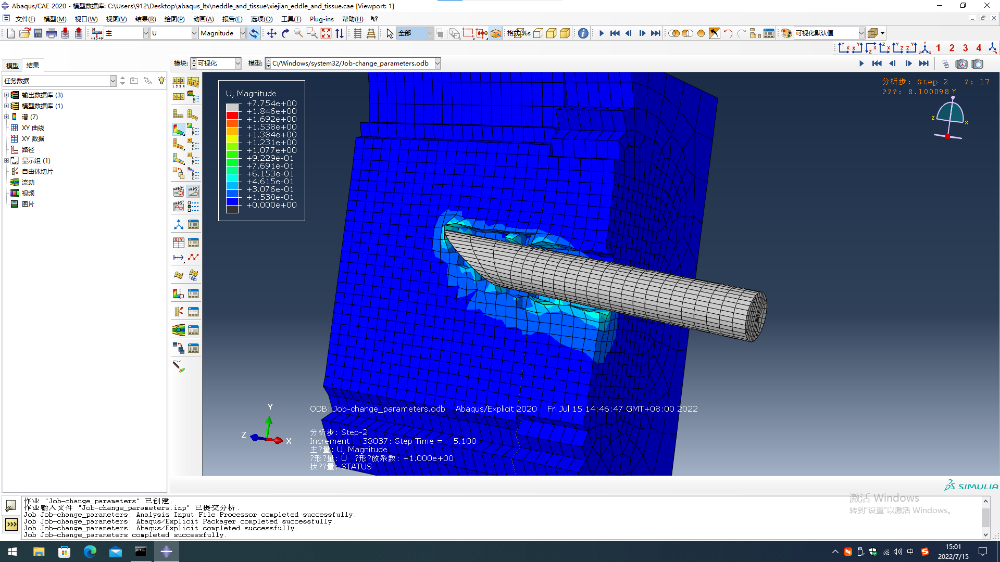 Abaqus/CAE 2020 - 模型数据库: C:\Users\912\Desktop\abaqus_ltx\neddle_and_tissue\xiejian_eddle_and_tissue.cae [Viewport: 1]
文件(F) 模型(M) 视口(W) 视图(V) 结果(R) 绘图(P) 动画(A) 报告(E) 选项(O) 工具(T) Plug-ins 帮助(H)
主 U Magnitude 全部 可视化默认值
1 2 3 4
模型 结果 模块: 可视化 模型: C:/Windows/system32/Job-change_parameters.odb
任务数据
输出数据库 (3)
模型数据库 (1)
谱 (7)
XY 曲线
XY 数据
路径
显示组 (1)
自由体切片
流动
视频
图片
U, Magnitude
+7.754e+00
+1.846e+00
+1.692e+00
+1.538e+00
+1.384e+00
+1.231e+00
+1.077e+00
+9.229e-01
+7.691e-01
+6.153e-01
+4.615e-01
+3.076e-01
+1.538e-01
+0.000e+00
分析步: Step-2 ?: 17
???: 8.100098
Y
Z
X
Y
Z
X
ODB: Job-change_parameters.odb Abaqus/Explicit 2020 Fri Jul 15 14:46:47 GMT+08:00 2022
分析步: Step-2
Increment 38037: Step Time = 5.100
主?量: U, Magnitude
?形?量: U ?形?放系数: +1.000e+00
状??量: STATUS
SIMULIA
激活 Windows
转到“设置”以激活 Windows。
作业 "Job-change_parameters" 已创建.
作业输入文件 "Job-change_parameters.inp" 已提交分析.
Job Job-change_parameters: Analysis Input File Processor completed successfully.
Job Job-change_parameters: Abaqus/Explicit Packager completed successfully.
Job Job-change_parameters: Abaqus/Explicit completed successfully.
Job Job-change_parameters completed successfully.
中
15:01
2022/7/15